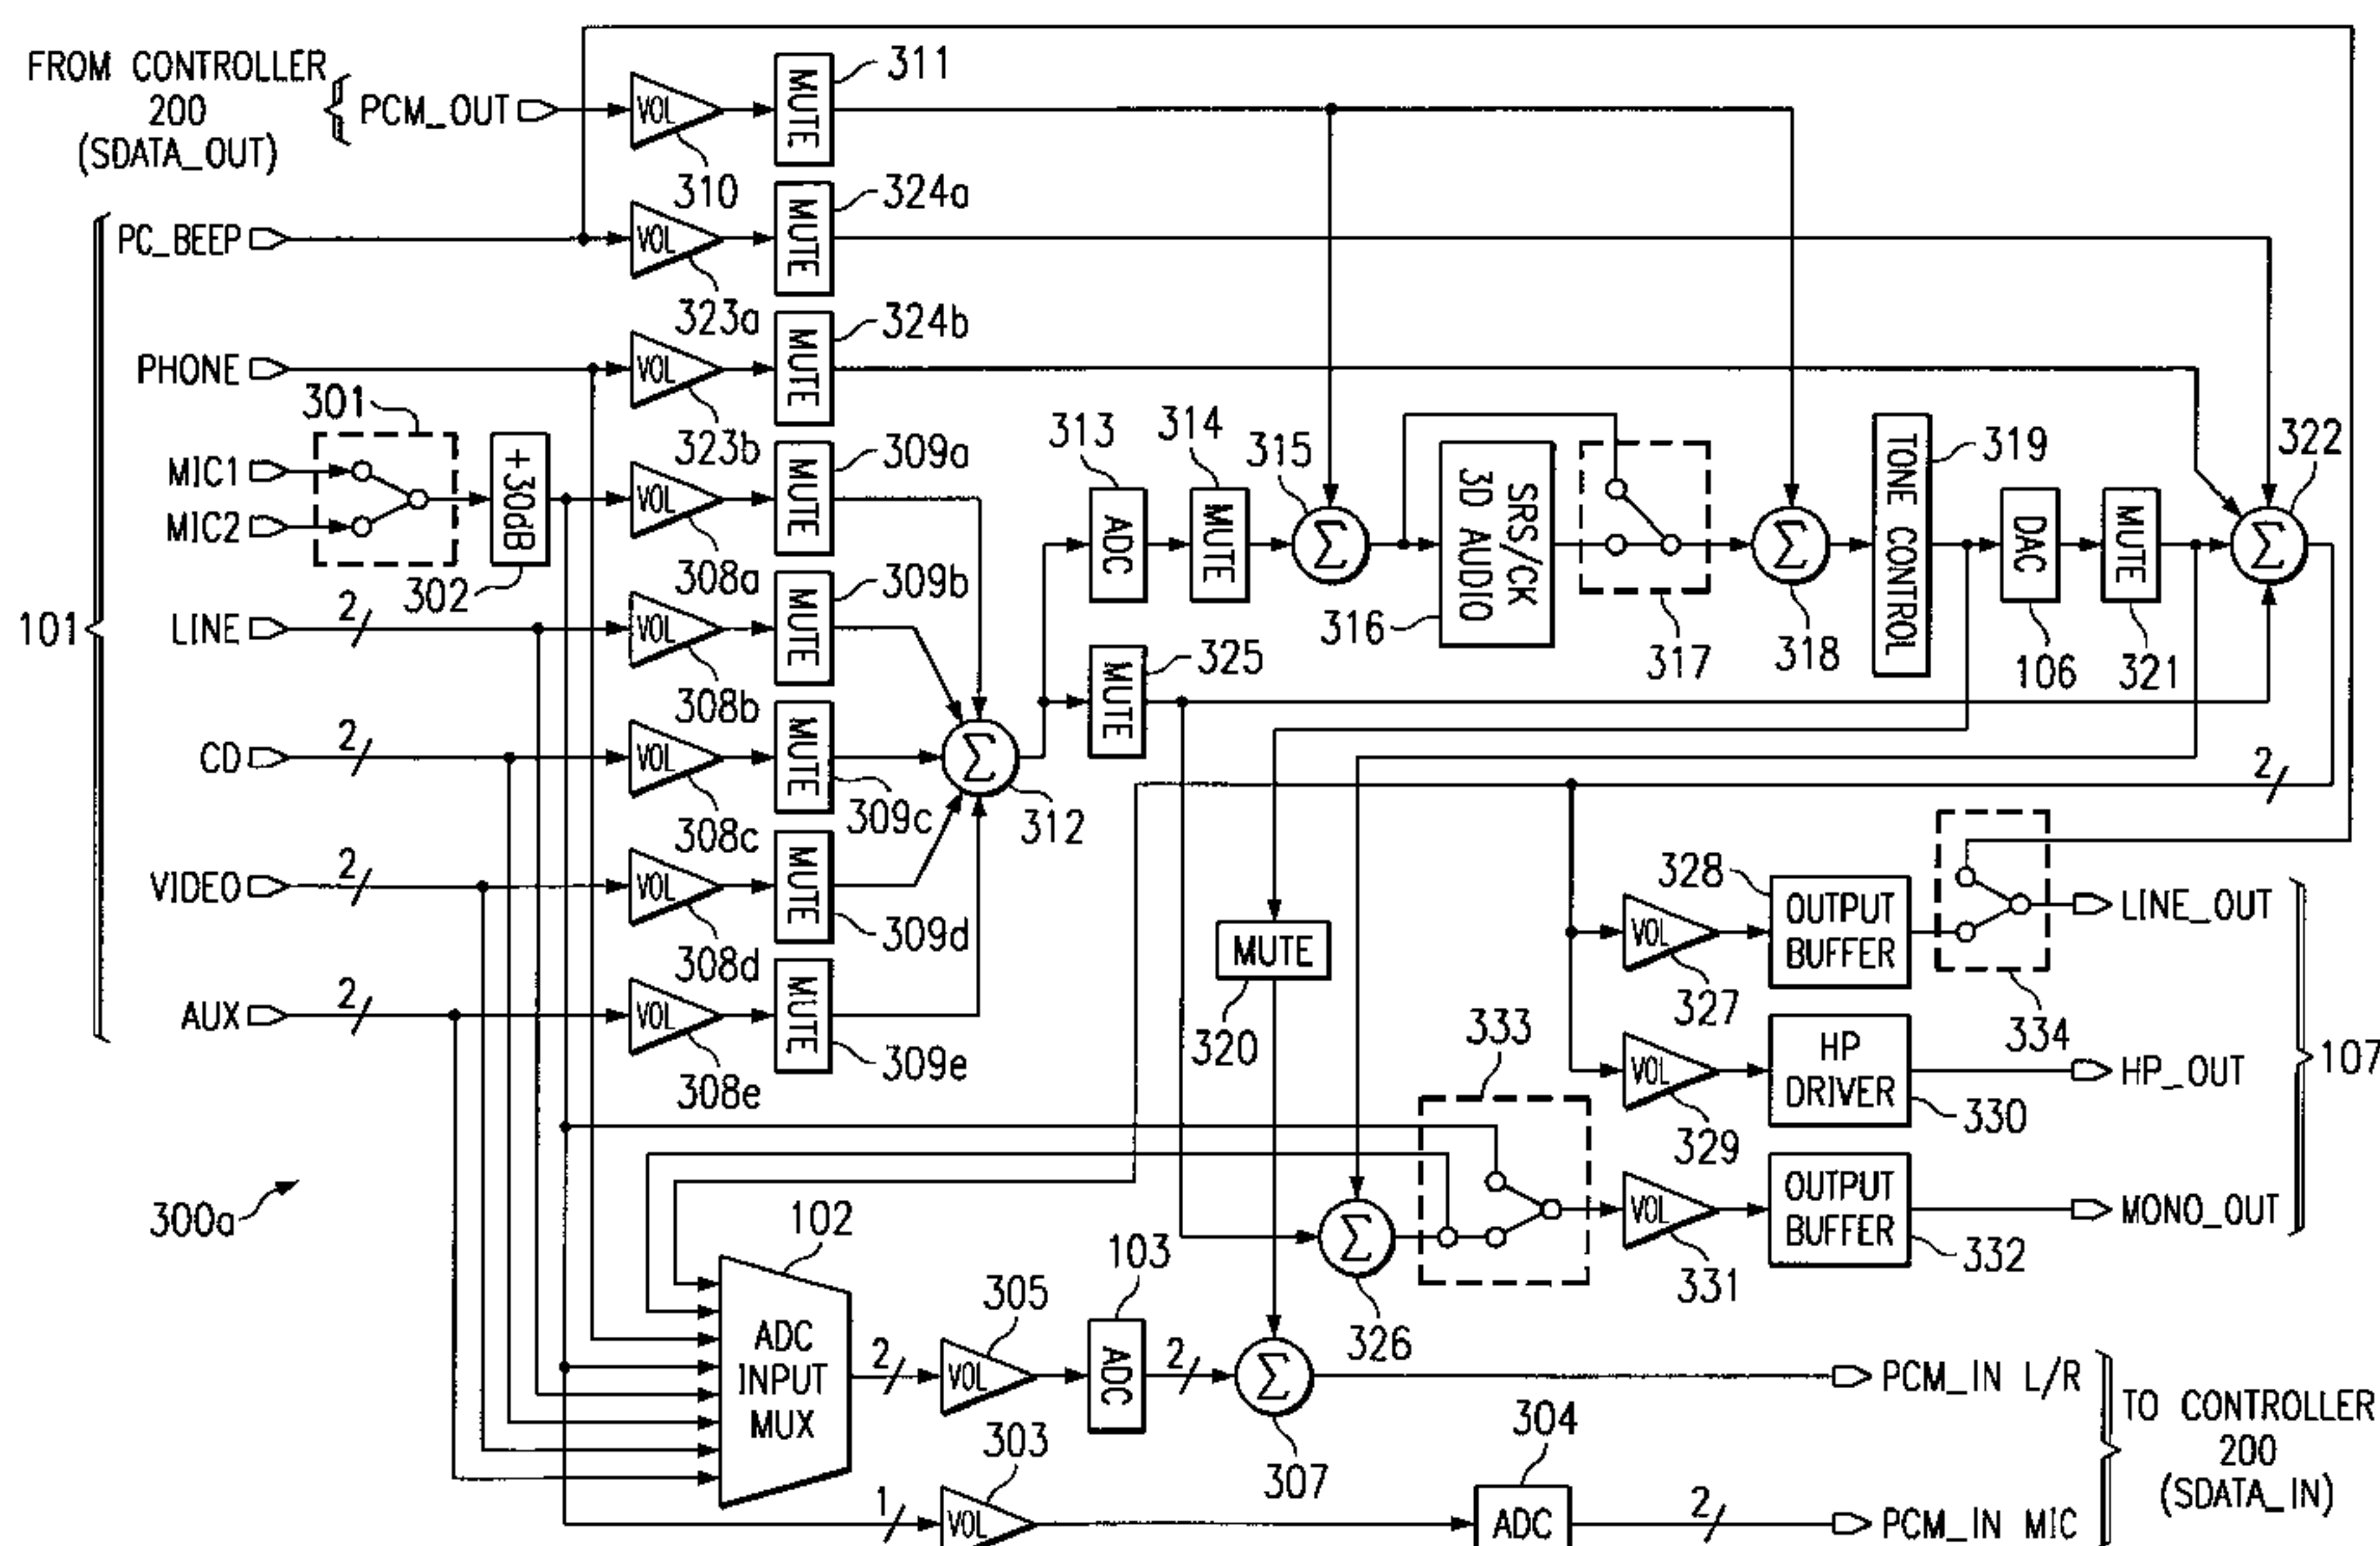 FROM CONTROLLER
200
(SDATA_OUT)
PCM_OUT
VOL
310
MUTE
311
PC_BEEP
VOL
323a
MUTE
324a
PHONE
VOL
323b
MUTE
324b
301
MIC1
MIC2
+30dB
302
VOL
308a
MUTE
309a
101
LINE
2
VOL
308b
MUTE
309b
CD
2
VOL
308c
MUTE
309c
VIDEO
2
VOL
308d
MUTE
309d
AUX
2
VOL
308e
MUTE
309e
Σ
312
313
ADC
314
MUTE
315
Σ
SRS/CK
3D AUDIO
316
317
Σ
318
TONE CONTROL
319
DAC
106
MUTE
321
322
Σ
MUTE
325
2
MUTE
320
328
VOL
327
OUTPUT
BUFFER
334
LINE_OUT
VOL
329
HP
DRIVER
330
HP_OUT
107
333
VOL
331
OUTPUT
BUFFER
332
MONO_OUT
Σ
326
300a
102
ADC
INPUT
MUX
2
305
VOL
103
ADC
2
Σ
307
PCM_IN L/R
1
303
VOL
304
ADC
2
PCM_IN MIC
TO CONTROLLER
200
(SDATA_IN)